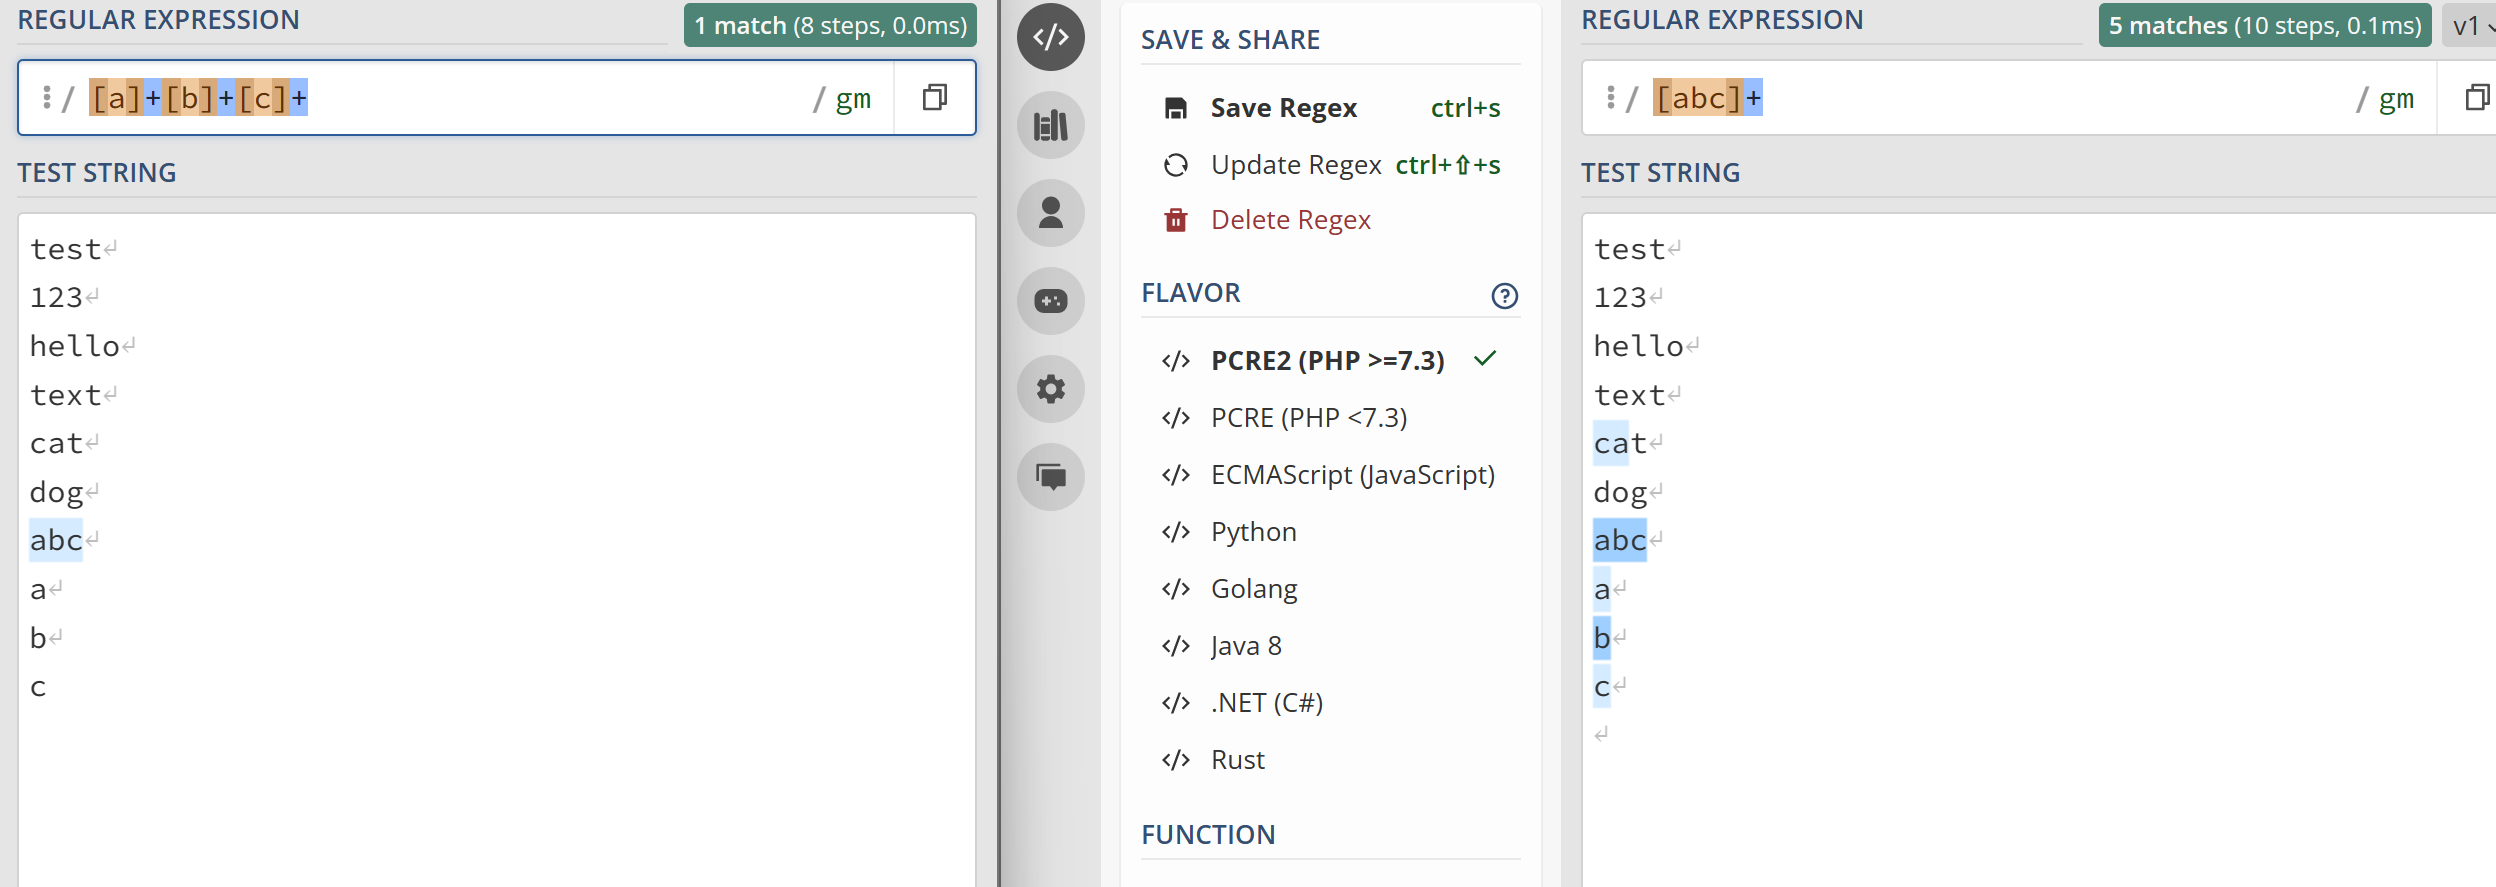 REGULAR EXPRESSION
1 match (8 steps, 0.0ms)
/ [a]+[b]+[c]+ / gm
TEST STRING
test
123
hello
text
cat
dog
abc
a
b
c
SAVE & SHARE
Save Regex ctrl+s
Update Regex ctrl+⇧+s
Delete Regex
FLAVOR
</> PCRE2 (PHP >=7.3)
</> PCRE (PHP <7.3)
</> ECMAScript (JavaScript)
</> Python
</> Golang
</> Java 8
</> .NET (C#)
</> Rust
FUNCTION
REGULAR EXPRESSION
5 matches (10 steps, 0.1ms)
v1
/ [abc]+ / gm
TEST STRING
test
123
hello
text
cat
dog
abc
a
b
c